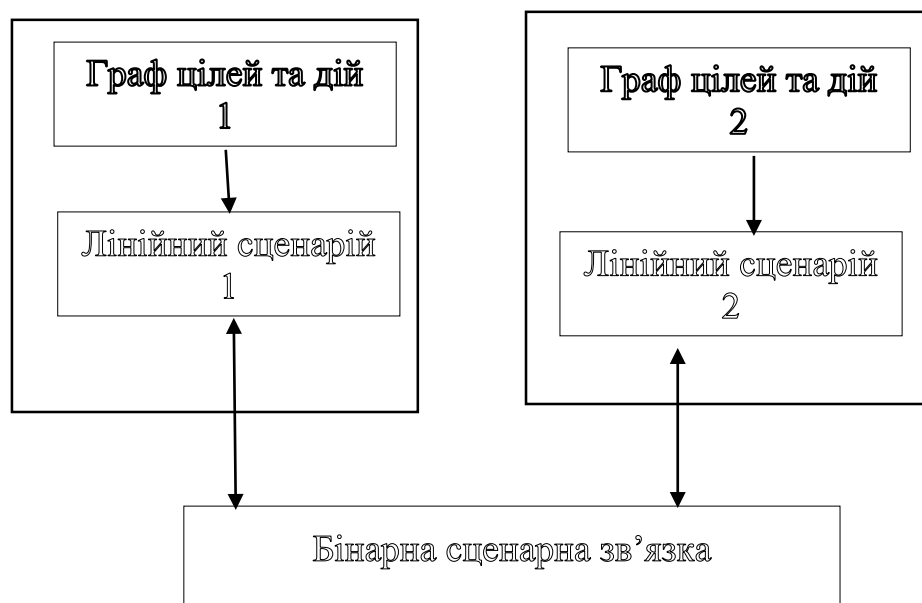 Граф цілей та дій
1
Лінійний сценарій
1
Граф цілей та дій
2
Лінійний сценарій
2
Бінарна сценарна зв’язка